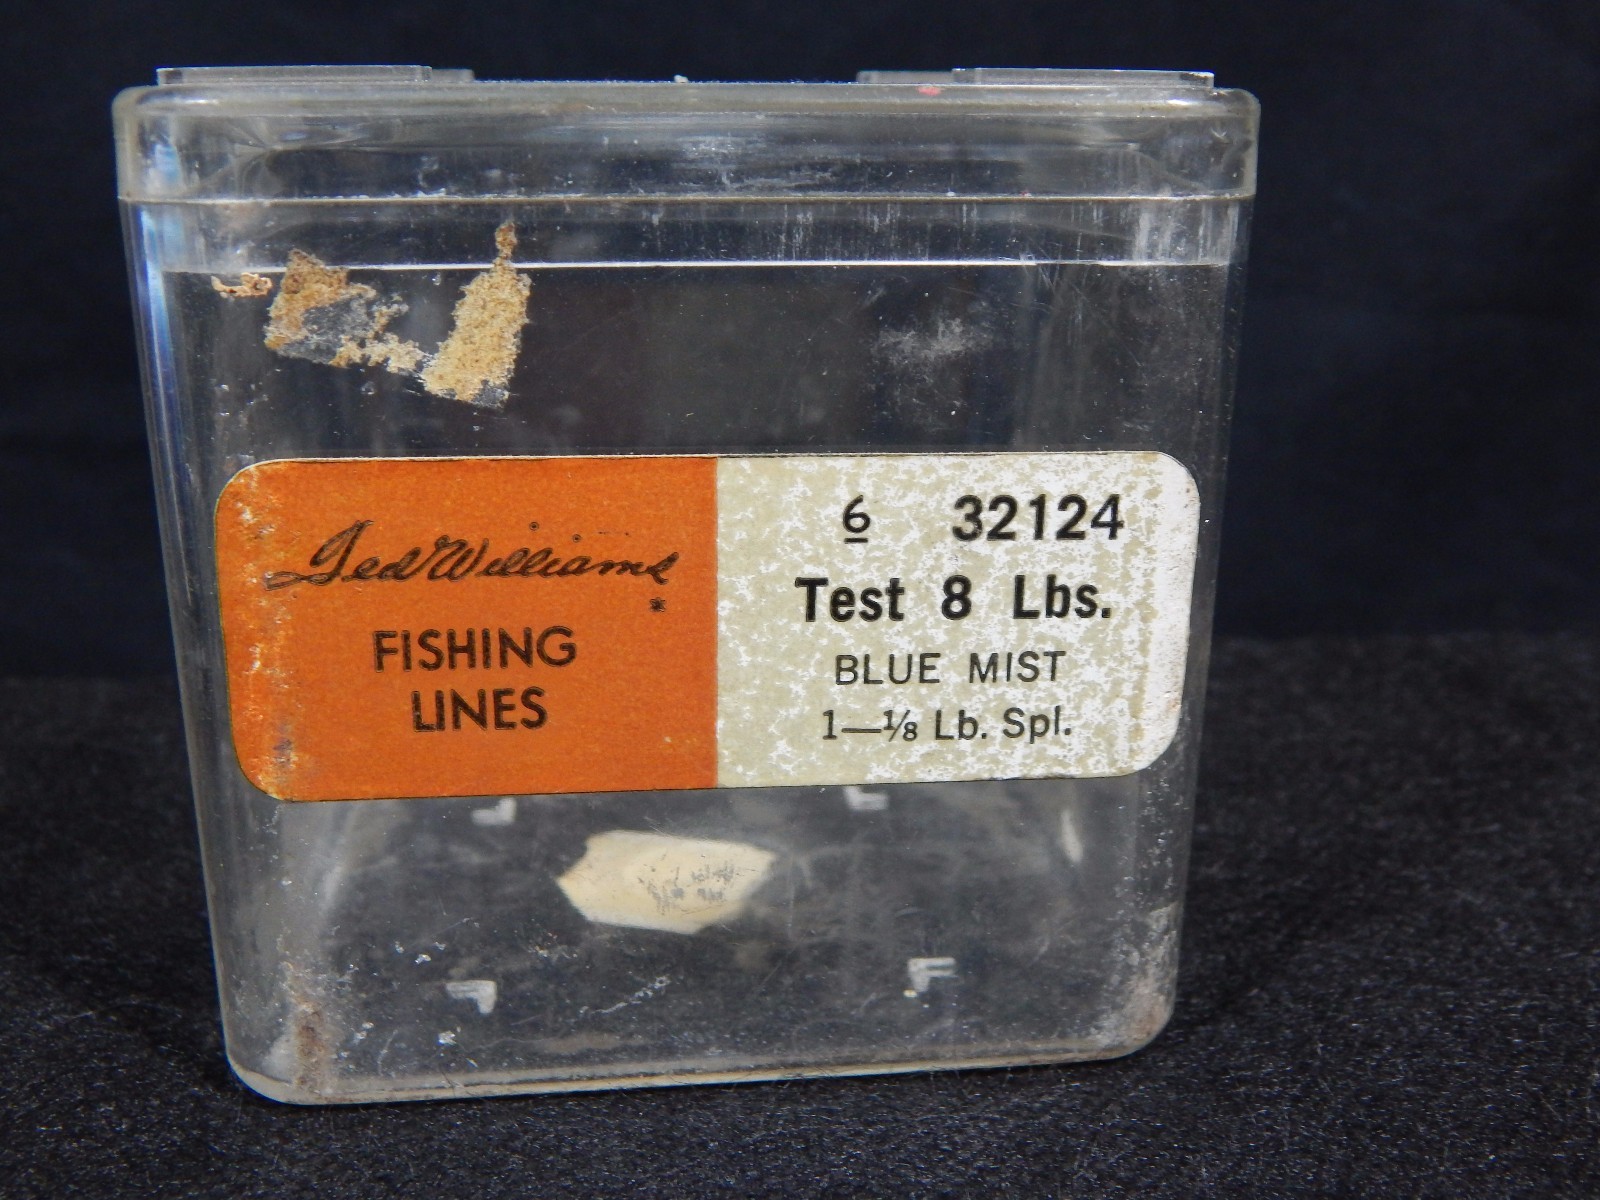 Ted Williams
*
FISHING
LINES
6 32124
Test 8 Lbs.
BLUE MIST
1—⅛ Lb. Spl.